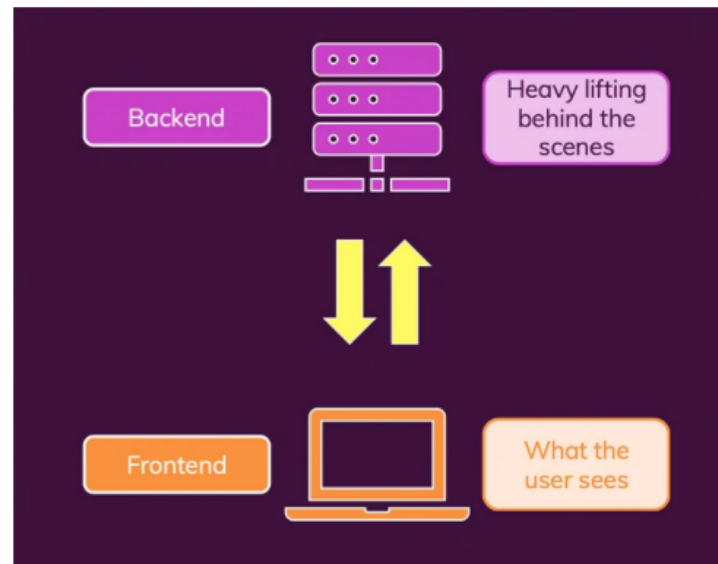 Backend
Heavy lifting
behind the
scenes
Frontend
What the
user sees